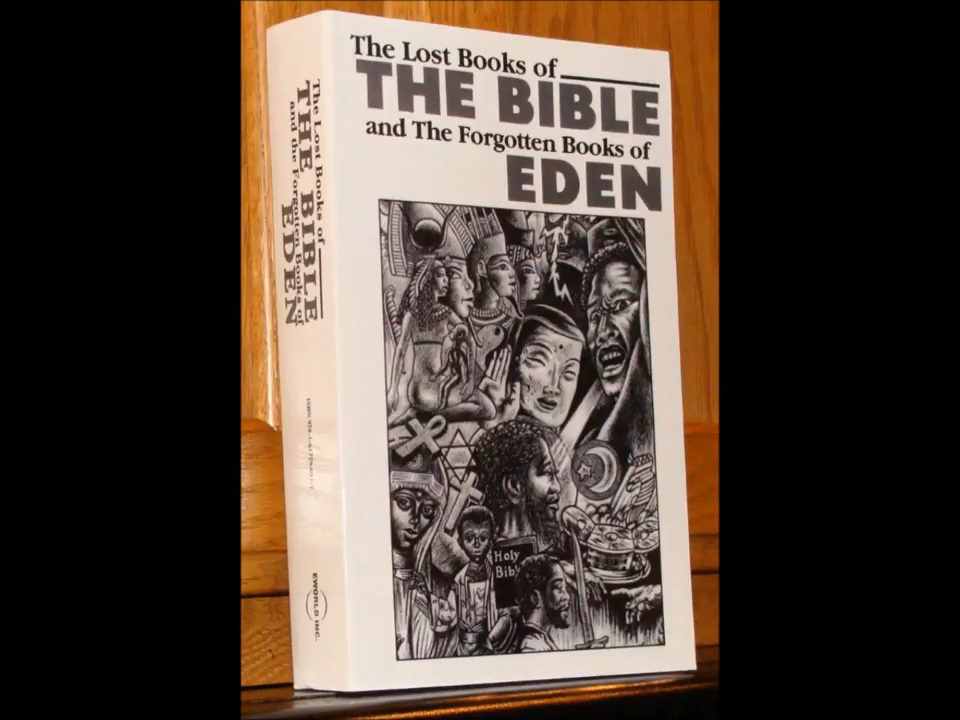 The Lost Books of
THE BIBLE
and The Forgotten Books of
EDEN
Holy
The Lost Books of
THE BIBLE
and the Forgotten Books of
EDEN
EWORLD INC.